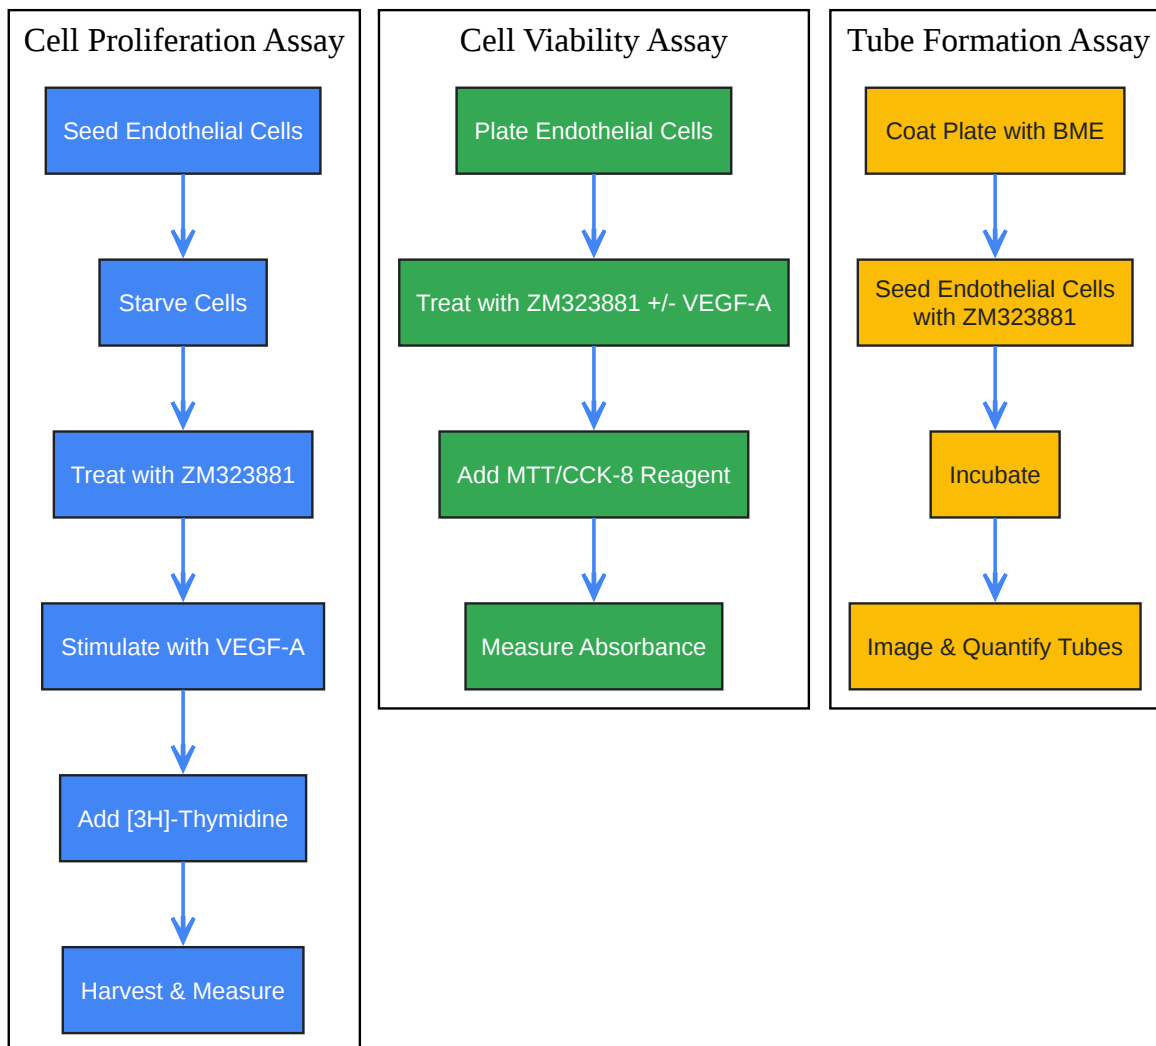 Cell Proliferation Assay
Seed Endothelial Cells
Starve Cells
Treat with ZM323881
Stimulate with VEGF-A
Add [3H]-Thymidine
Harvest & Measure
Cell Viability Assay
Plate Endothelial Cells
Treat with ZM323881 +/- VEGF-A
Add MTT/CCK-8 Reagent
Measure Absorbance
Tube Formation Assay
Coat Plate with BME
Seed Endothelial Cells
with ZM323881
Incubate
Image & Quantify Tubes